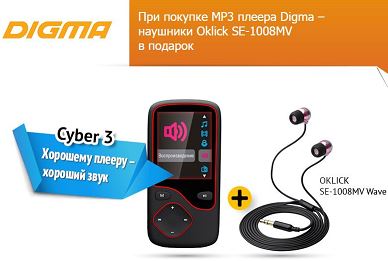 DIGMA
При покупке MP3 плеера Digma –
наушники Oklick SE-1008MV
в подарок
Cyber 3
Хорошему плееру –
хороший звук
Воспроизведение
M
+
OKLICK
SE-1008MV Wave